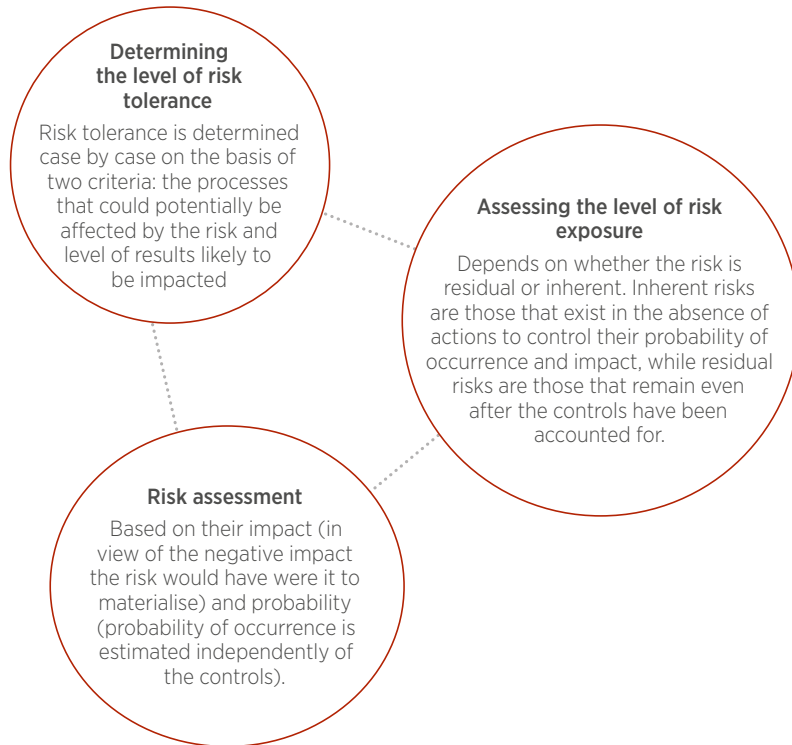 Determining
the level of risk
tolerance
Risk tolerance is determined
case by case on the basis of
two criteria: the processes
that could potentially be
affected by the risk and
level of results likely to
be impacted
Assessing the level of risk
exposure
Depends on whether the risk is
residual or inherent. Inherent risks
are those that exist in the absence of
actions to control their probability of
occurrence and impact, while residual
risks are those that remain even
after the controls have been
accounted for.
Risk assessment
Based on their impact (in
view of the negative impact
the risk would have were it to
materialise) and probability
(probability of occurrence is
estimated independently of
the controls).